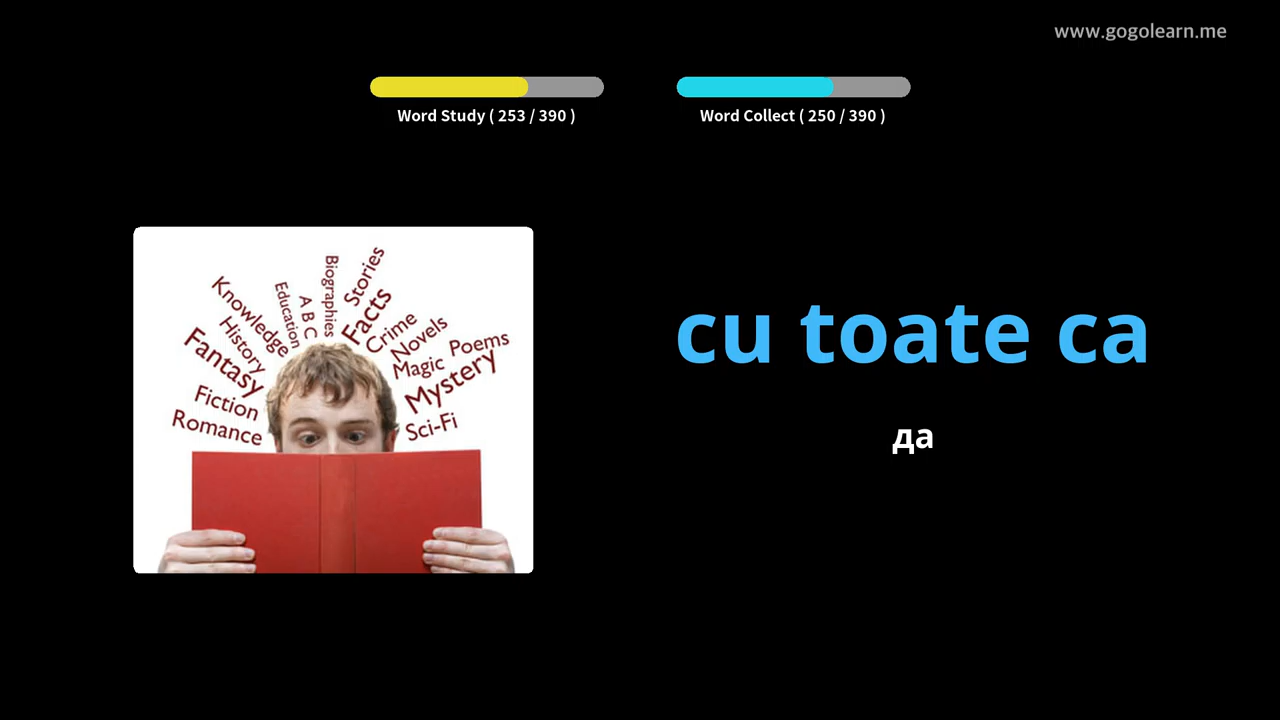 www.gogolearn.me
Word Study ( 253 / 390 )
Word Collect ( 250 / 390 )
Stories
Biographies
Facts
A B C
Education
Knowledge
Crime
History
Novels
Poems
Fantasy
Magic
Mystery
Fiction
Sci-Fi
Romance
cu toate ca
да